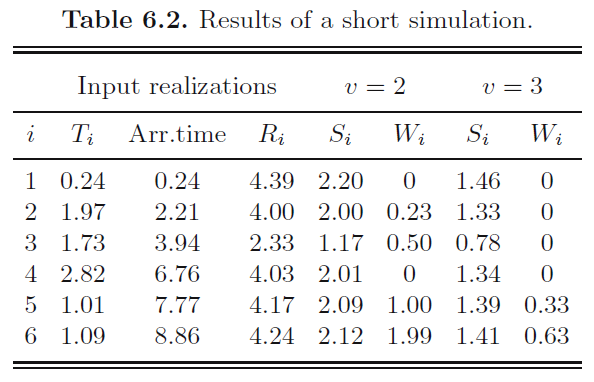 Table 6.2. Results of a short simulation.
Input realizations v = 2 v = 3
i Tᵢ Arr.time Rᵢ Sᵢ Wᵢ Sᵢ Wᵢ
1 0.24 0.24 4.39 2.20 0 1.46 0
2 1.97 2.21 4.00 2.00 0.23 1.33 0
3 1.73 3.94 2.33 1.17 0.50 0.78 0
4 2.82 6.76 4.03 2.01 0 1.34 0
5 1.01 7.77 4.17 2.09 1.00 1.39 0.33
6 1.09 8.86 4.24 2.12 1.99 1.41 0.63